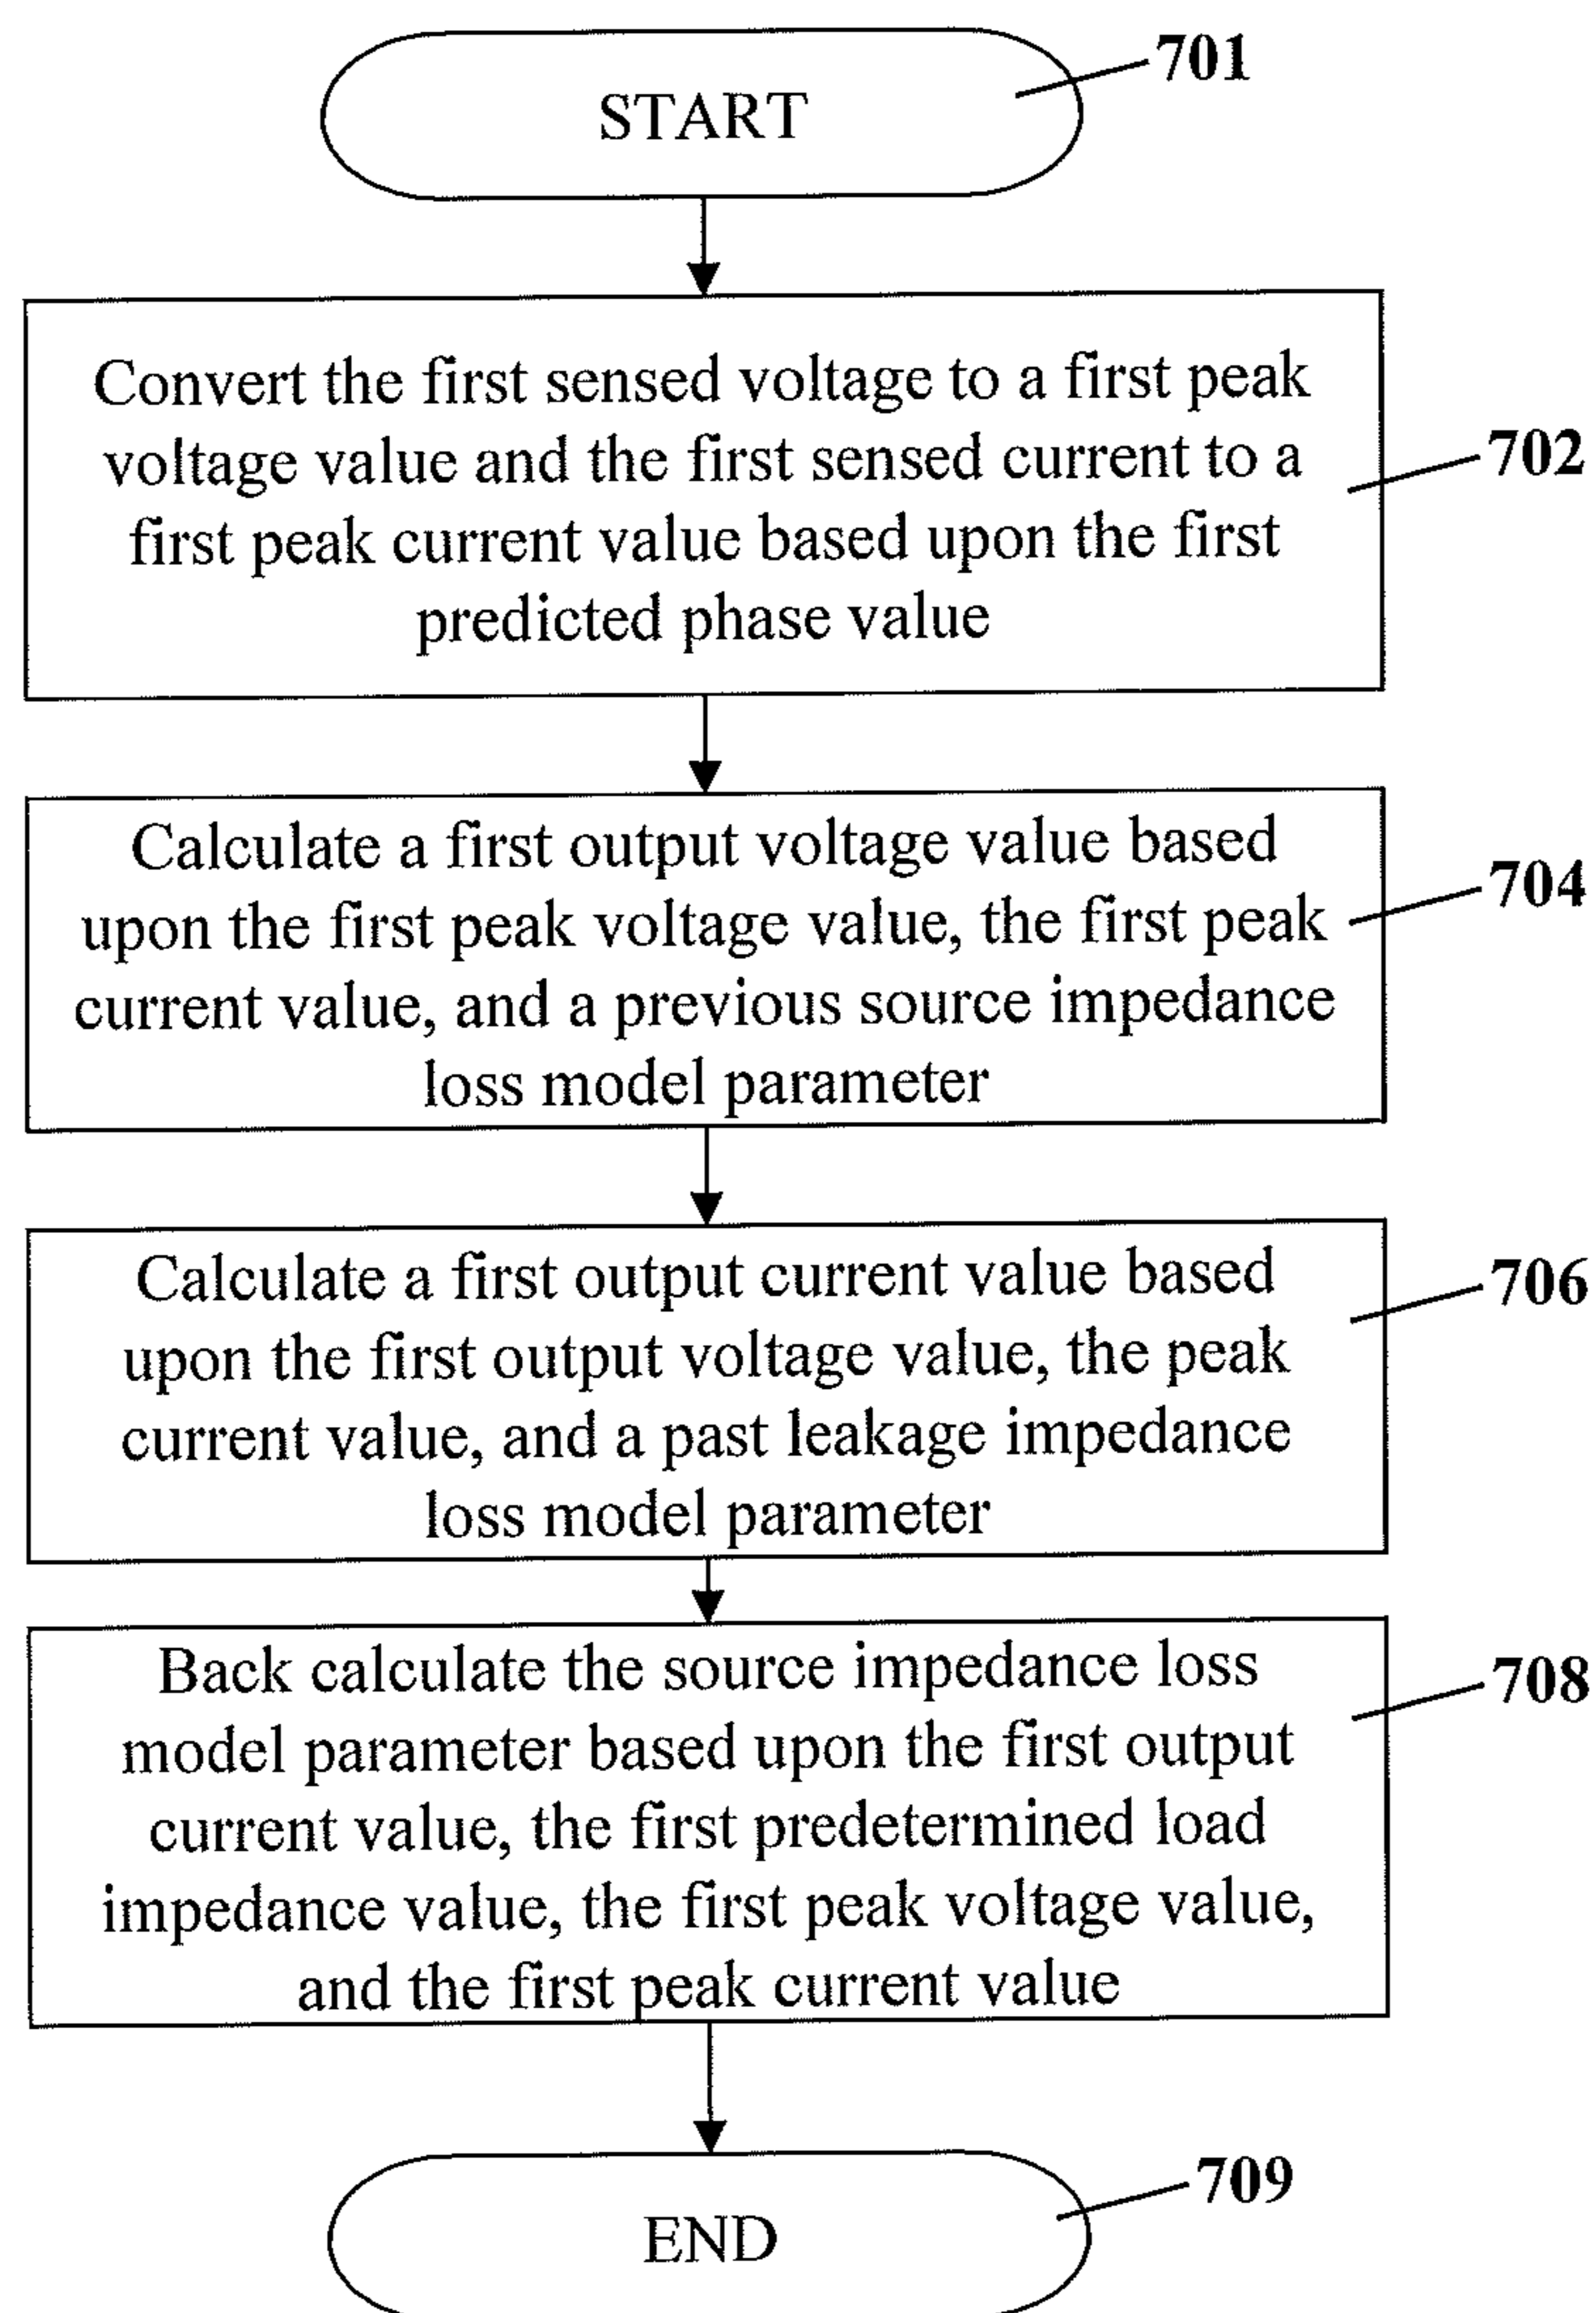 START
701
Convert the first sensed voltage to a first peak
voltage value and the first sensed current to a
first peak current value based upon the first
predicted phase value
702
Calculate a first output voltage value based
upon the first peak voltage value, the first peak
current value, and a previous source impedance
loss model parameter
704
Calculate a first output current value based
upon the first output voltage value, the peak
current value, and a past leakage impedance
loss model parameter
706
Back calculate the source impedance loss
model parameter based upon the first output
current value, the first predetermined load
impedance value, the first peak voltage value,
and the first peak current value
708
END
709